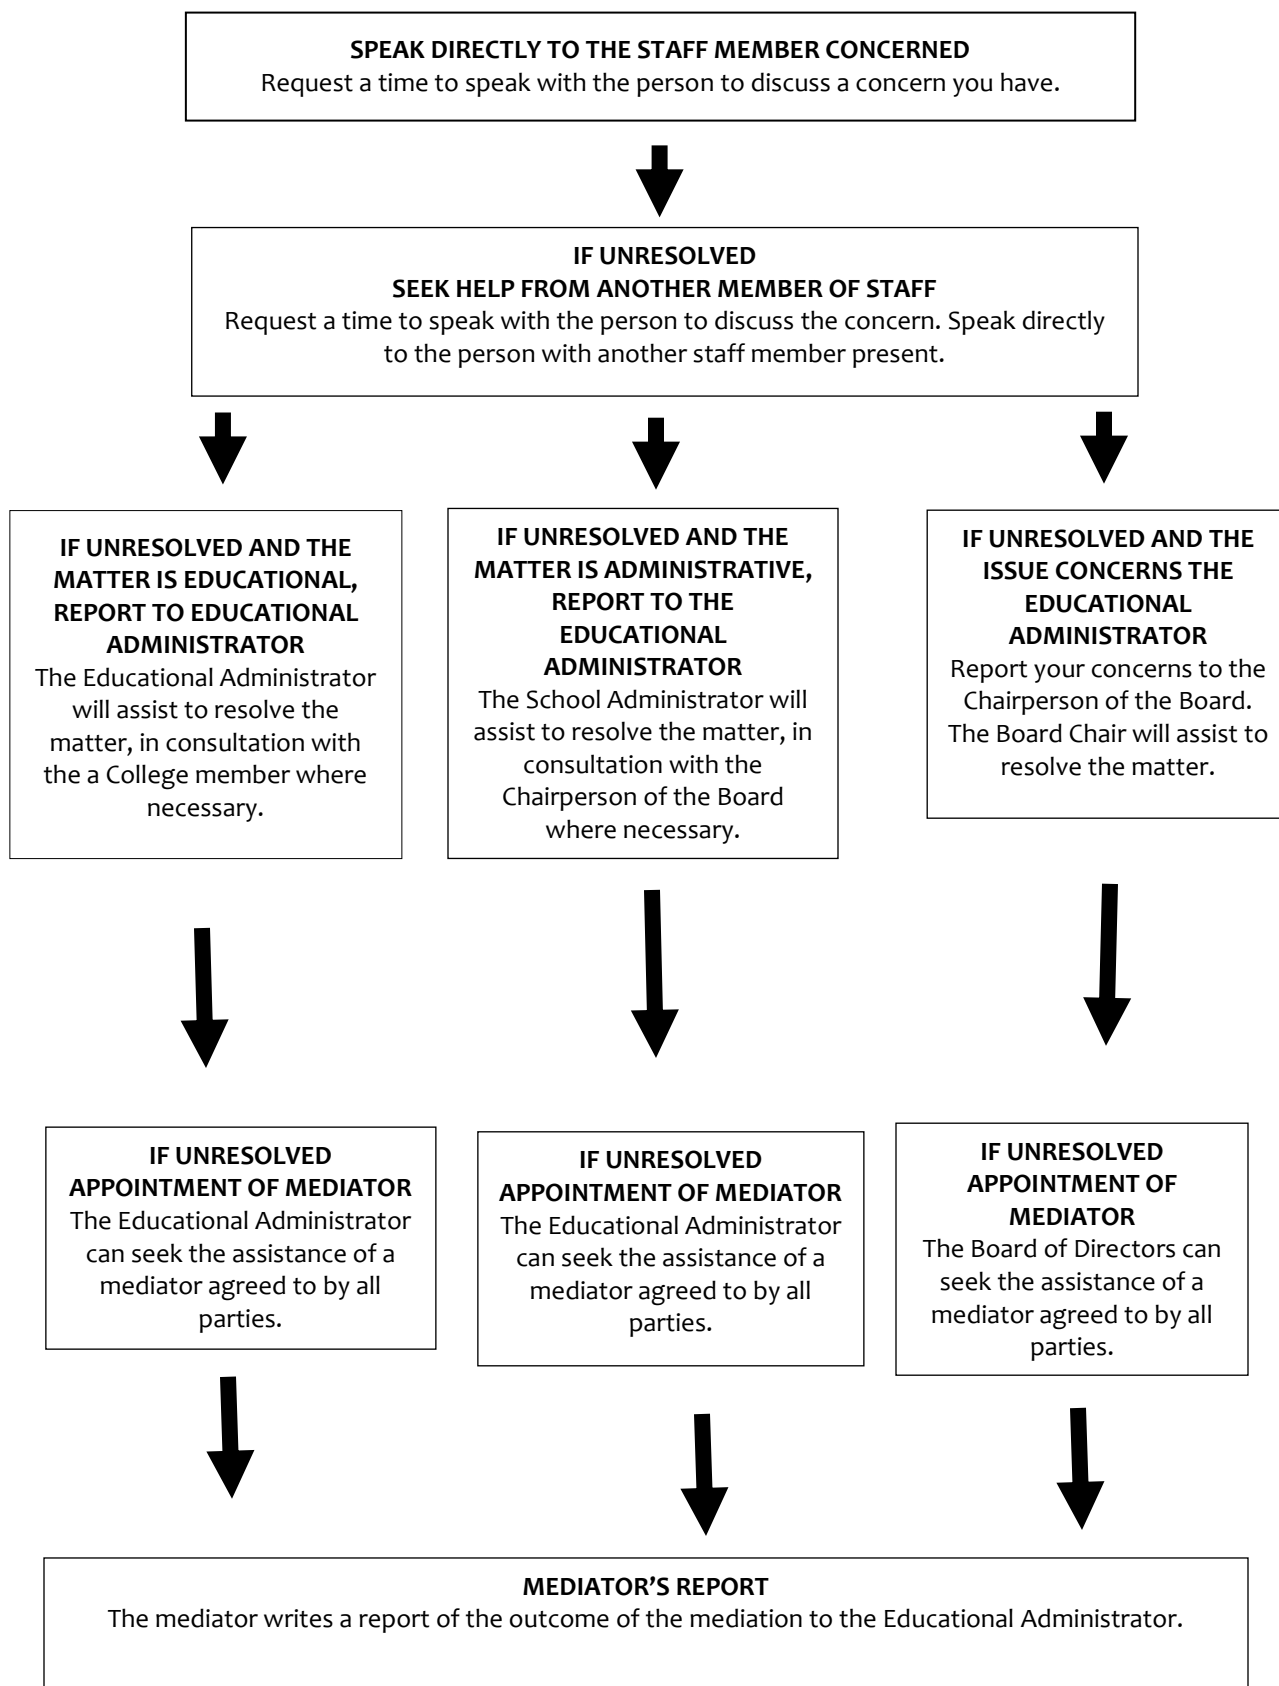 SPEAK DIRECTLY TO THE STAFF MEMBER CONCERNED
Request a time to speak with the person to discuss a concern you have.
IF UNRESOLVED
SEEK HELP FROM ANOTHER MEMBER OF STAFF
Request a time to speak with the person to discuss the concern. Speak directly
to the person with another staff member present.
IF UNRESOLVED AND THE
MATTER IS EDUCATIONAL,
REPORT TO EDUCATIONAL
ADMINISTRATOR
The Educational Administrator
will assist to resolve the
matter, in consultation with
the a College member where
necessary.
IF UNRESOLVED AND THE
MATTER IS ADMINISTRATIVE,
REPORT TO THE
EDUCATIONAL
ADMINISTRATOR
The School Administrator will
assist to resolve the matter, in
consultation with the
Chairperson of the Board
where necessary.
IF UNRESOLVED AND THE
ISSUE CONCERNS THE
EDUCATIONAL
ADMINISTRATOR
Report your concerns to the
Chairperson of the Board.
The Board Chair will assist to
resolve the matter.
IF UNRESOLVED
APPOINTMENT OF MEDIATOR
The Educational Administrator
can seek the assistance of a
mediator agreed to by all
parties.
IF UNRESOLVED
APPOINTMENT OF MEDIATOR
The Educational Administrator
can seek the assistance of a
mediator agreed to by all
parties.
IF UNRESOLVED
APPOINTMENT OF
MEDIATOR
The Board of Directors can
seek the assistance of a
mediator agreed to by all
parties.
MEDIATOR’S REPORT
The mediator writes a report of the outcome of the mediation to the Educational Administrator.